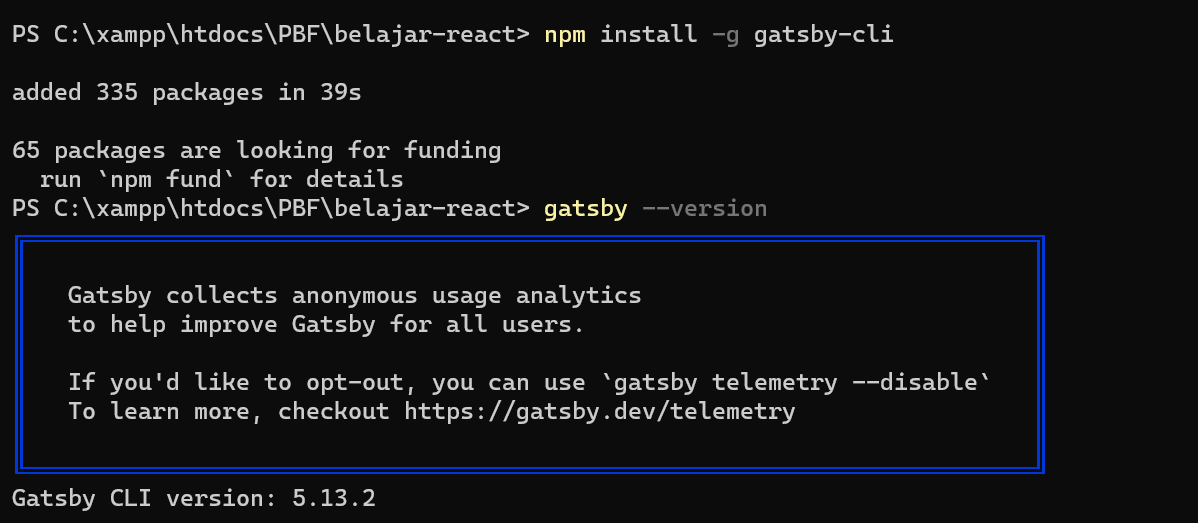 PS C:\xampp\htdocs\PBF\belajar-react> npm install -g gatsby-cli
added 335 packages in 39s
65 packages are looking for funding
  run `npm fund` for details
PS C:\xampp\htdocs\PBF\belajar-react> gatsby --version
Gatsby collects anonymous usage analytics
to help improve Gatsby for all users.
If you'd like to opt-out, you can use `gatsby telemetry --disable`
To learn more, checkout https://gatsby.dev/telemetry
Gatsby CLI version: 5.13.2